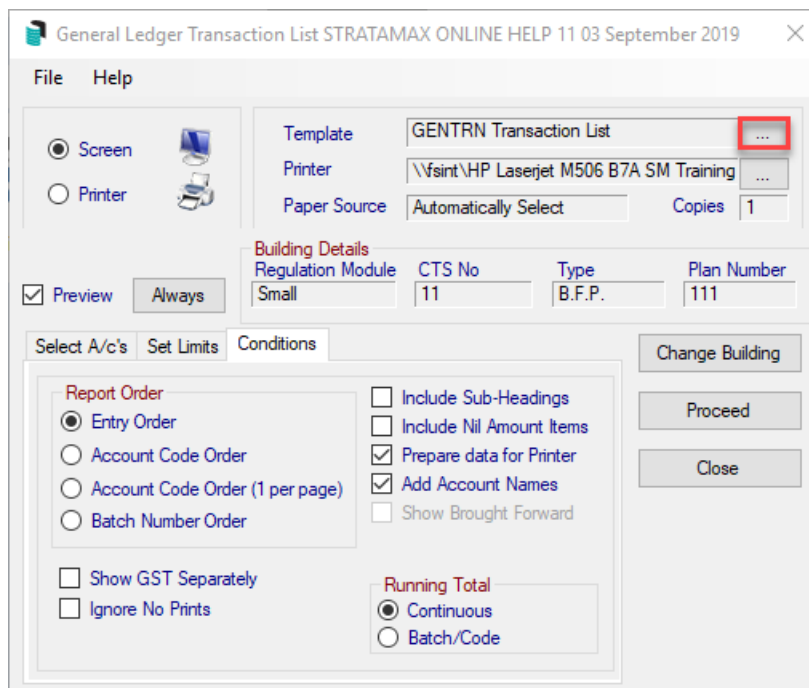 General Ledger Transaction List STRATAMAX ONLINE HELP 11 03 September 2019
File Help
Screen
Printer
Template GENTRN Transaction List ...
Printer \\fsint\HP Laserjet M506 B7A SM Training ...
Paper Source Automatically Select Copies 1
Preview Always
Building Details
Regulation Module CTS No Type Plan Number
Small 11 B.F.P. 111
Select A/c's Set Limits Conditions
Change Building
Proceed
Close
Report Order
Entry Order
Account Code Order
Account Code Order (1 per page)
Batch Number Order
Include Sub-Headings
Include Nil Amount Items
Prepare data for Printer
Add Account Names
Show Brought Forward
Show GST Separately
Ignore No Prints
Running Total
Continuous
Batch/Code